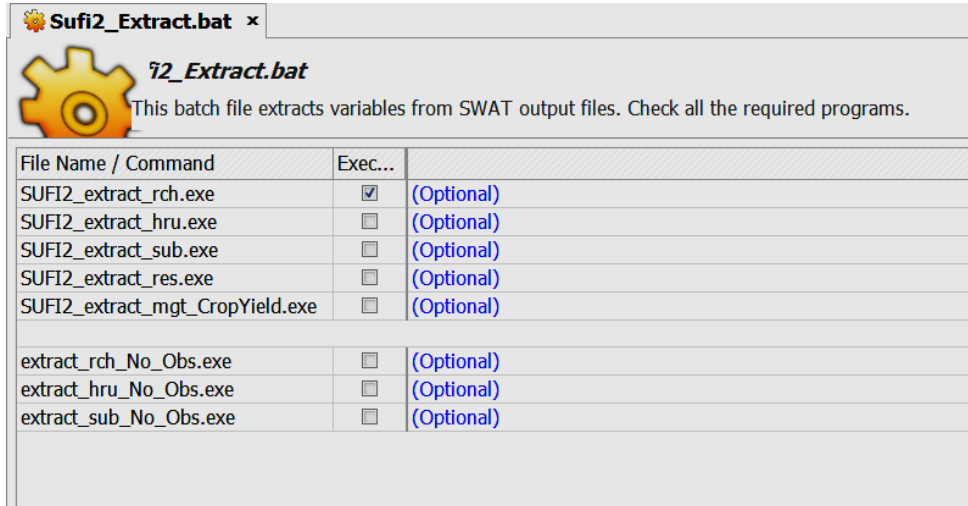 Sufi2_Extract.bat ×
i2_Extract.bat
This batch file extracts variables from SWAT output files. Check all the required programs.
File Name / Command Exec...
SUFI2_extract_rch.exe (Optional)
SUFI2_extract_hru.exe (Optional)
SUFI2_extract_sub.exe (Optional)
SUFI2_extract_res.exe (Optional)
SUFI2_extract_mgt_CropYield.exe (Optional)
extract_rch_No_Obs.exe (Optional)
extract_hru_No_Obs.exe (Optional)
extract_sub_No_Obs.exe (Optional)